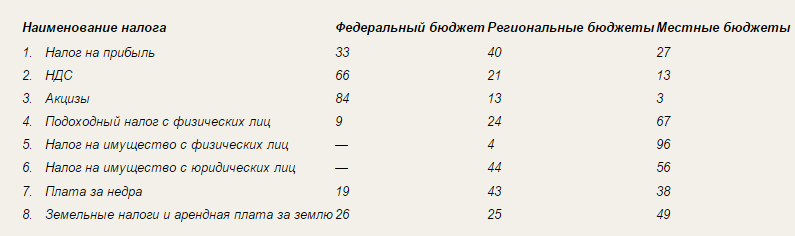 Наименование налога Федеральный бюджет Региональные бюджеты Местные бюджеты
1. Налог на прибыль 33 40 27
2. НДС 66 21 13
3. Акцизы 84 13 3
4. Подоходный налог с физических лиц 9 24 67
5. Налог на имущество с физических лиц — 4 96
6. Налог на имущество с юридических лиц — 44 56
7. Плата за недра 19 43 38
8. Земельные налоги и арендная плата за землю 26 25 49